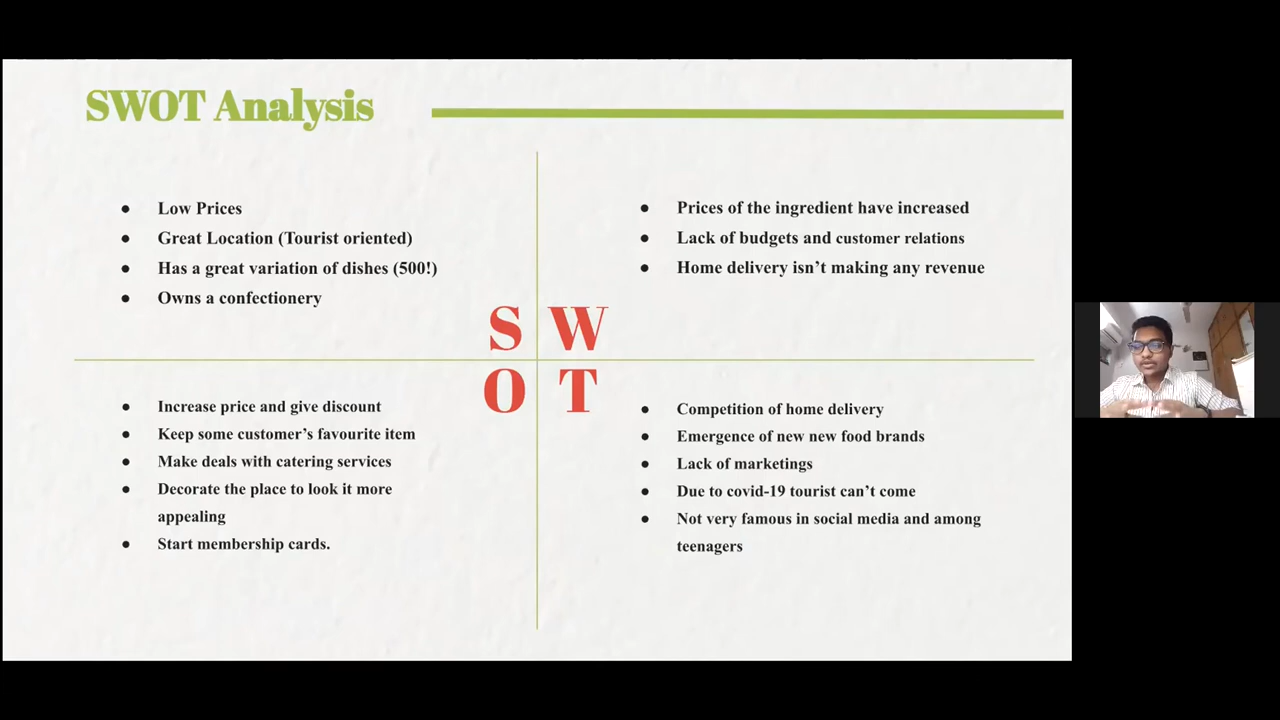 SWOT Analysis
● Low Prices
● Great Location (Tourist oriented)
● Has a great variation of dishes (500!)
● Owns a confectionery
● Prices of the ingredient have increased
● Lack of budgets and customer relations
● Home delivery isn't making any revenue
S W
O T
● Increase price and give discount
● Keep some customer's favourite item
● Make deals with catering services
● Decorate the place to look it more
appealing
● Start membership cards.
● Competition of home delivery
● Emergence of new new food brands
● Lack of marketings
● Due to covid-19 tourist can't come
● Not very famous in social media and among
teenagers